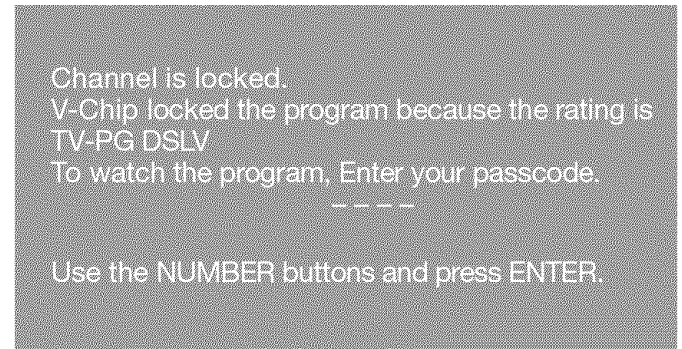 Channel is locked.
V-Chip locked the program because the rating is
TV-PG DSLV
To watch the program, Enter your passcode.
_ _ _ _
Use the NUMBER buttons and press ENTER.